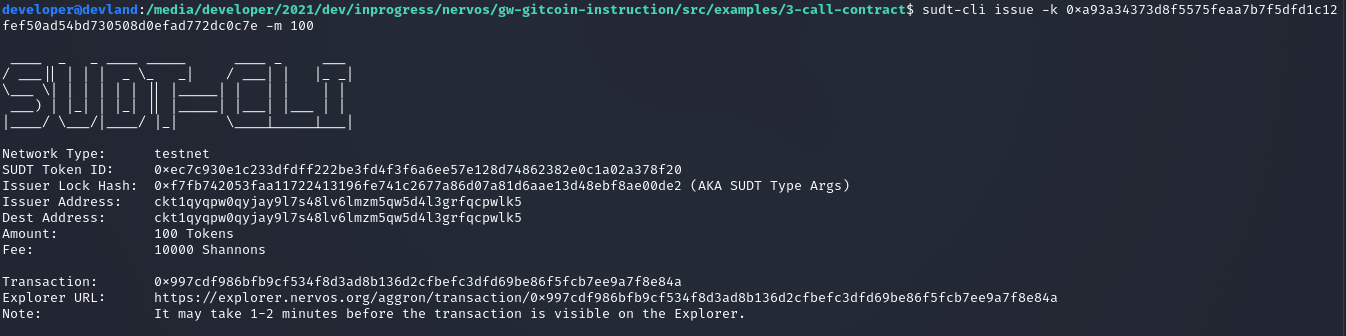 developer@devland:/media/developer/2021/dev/inprogress/nervos/gw-gitcoin-instruction/src/examples/3-call-contract$ sudt-cli issue -k 0×a93a34373d8f5575feaa7b7f5dfd1c12
fef50ad54bd730508d0efad772dc0c7e -m 100
SUDT-CLI
Network Type: testnet
SUDT Token ID: 0×ec7c930e1c233dfdff222be3fd4f3f6a6ee57e128d74862382e0c1a02a378f20
Issuer Lock Hash: 0×f7fb742053faa11722413196fe741c2677a86d07a81d6aae13d48ebf8ae00de2 (AKA SUDT Type Args)
Issuer Address: ckt1qyqpw0qyjay9l7s48lv6lmzm5qw5d4l3grfqcpwlk5
Dest Address: ckt1qyqpw0qyjay9l7s48lv6lmzm5qw5d4l3grfqcpwlk5
Amount: 100 Tokens
Fee: 10000 Shannons
Transaction: 0×997cdf986bfb9cf534f8d3ad8b136d2cfbefc3dfd69be86f5fcb7ee9a7f8e84a
Explorer URL: https://explorer.nervos.org/aggron/transaction/0×997cdf986bfb9cf534f8d3ad8b136d2cfbefc3dfd69be86f5fcb7ee9a7f8e84a
Note: It may take 1-2 minutes before the transaction is visible on the Explorer.